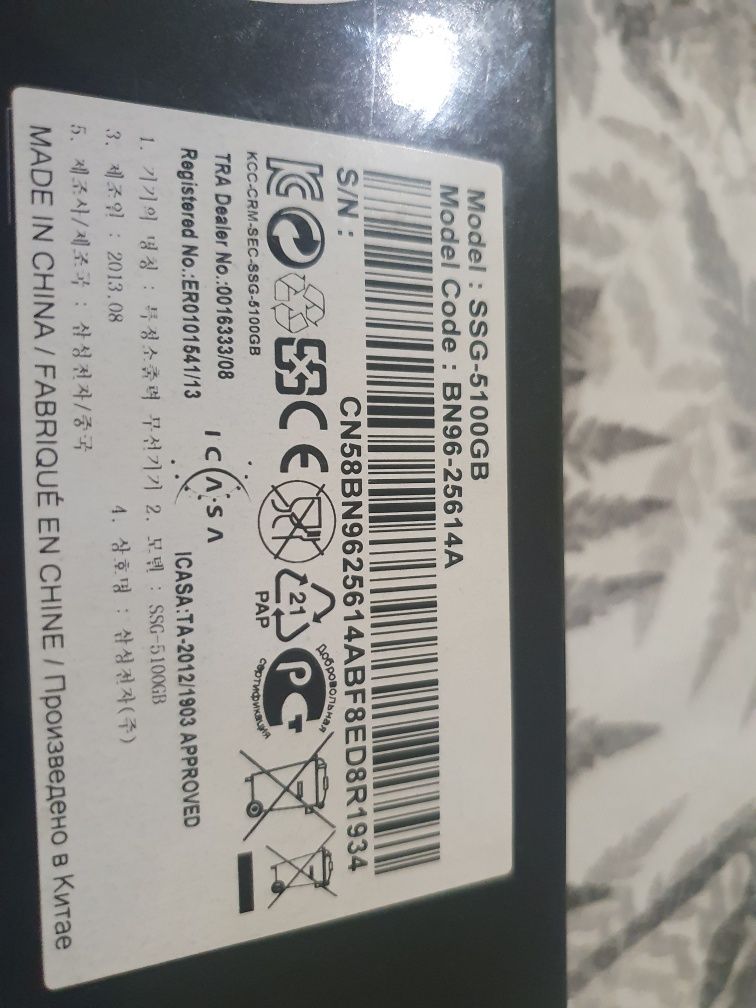 Model : SSG-5100GB
Model Code : BN96-25614A
S/N :
CN58BN9625614ABF8ED8R1934
21
PAP
добровольная
сертификация
KCC-CRM-SEC-SSG-5100GB
TRA Dealer No.:0016333/08
Registered No.:ER0101541/13
ICASA
ICASA:TA-2012/1903 APPROVED
1. 기기의 명칭 : 특정소출력 무선기기 2. 모델 : SSG-5100GB
3. 제조일 : 2013.08 4. 상호명 : 삼성전자(주)
5. 제조사/제조국 : 삼성전자/중국
MADE IN CHINA / FABRIQUÉ EN CHINE / Произведено в Китае